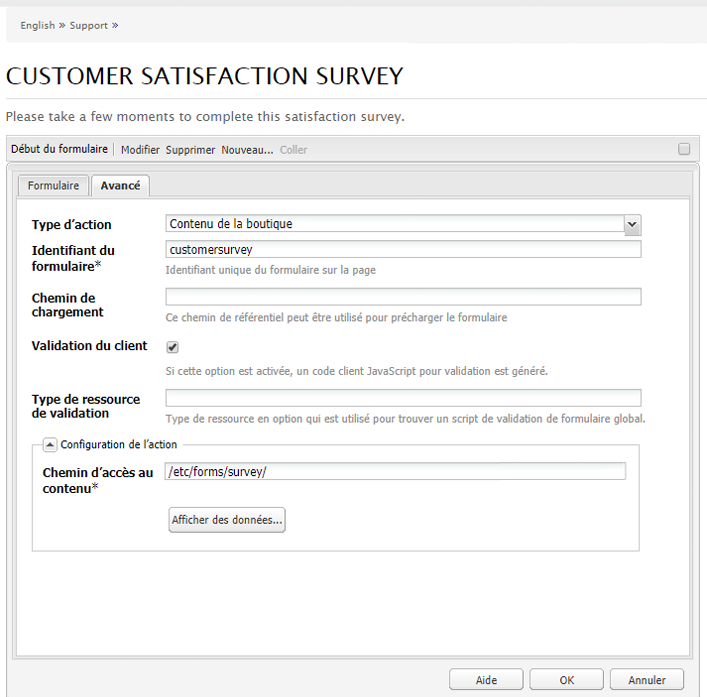 English » Support »
CUSTOMER SATISFACTION SURVEY
Please take a few moments to complete this satisfaction survey.
Début du formulaire Modifier Supprimer Nouveau... Coller
Formulaire Avancé
Type d'action Contenu de la boutique
Identifiant du formulaire* customersurvey
Identifiant unique du formulaire sur la page
Chemin de chargement
Ce chemin de référentiel peut être utilisé pour précharger le formulaire
Validation du client
Si cette option est activée, un code client JavaScript pour validation est généré.
Type de ressource de validation
Type de ressource en option qui est utilisé pour trouver un script de validation de formulaire global.
Configuration de l'action
Chemin d'accès au contenu* /etc/forms/survey/
Afficher des données...
Aide OK Annuler